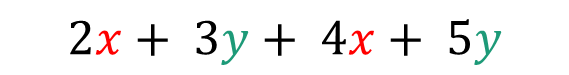 2x + 3y + 4x + 5y